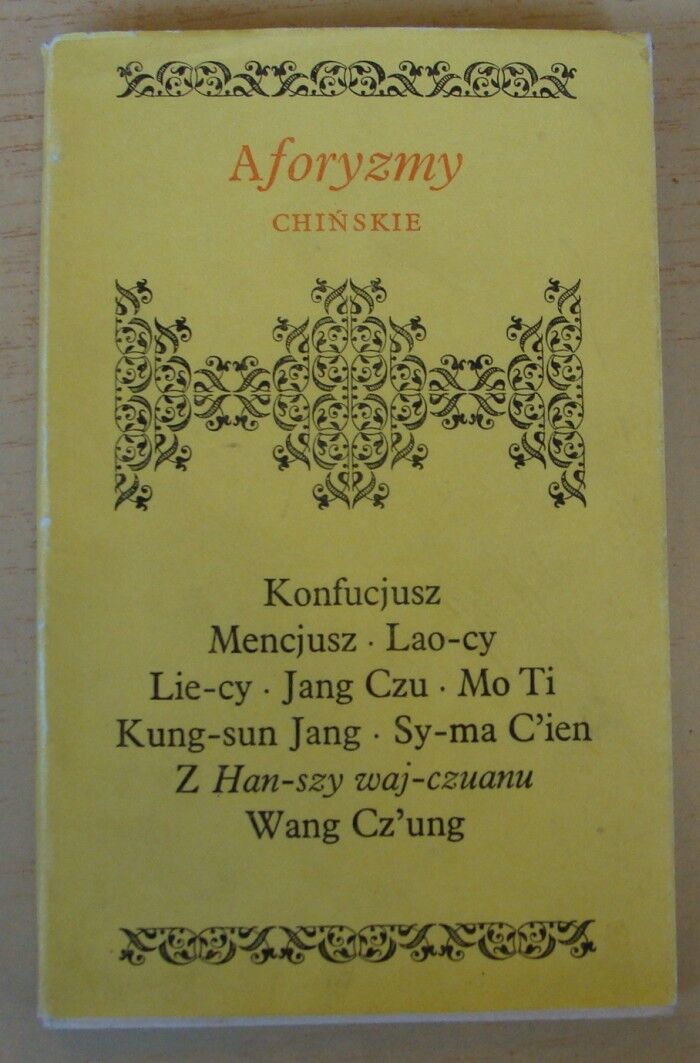 Aforyzmy
CHIŃSKIE
Konfucjusz
Mencjusz · Lao-cy
Lie-cy · Jang Czu · Mo Ti
Kung-sun Jang · Sy-ma C'ien
Z Han-szy waj-czuanu
Wang Cz'ung